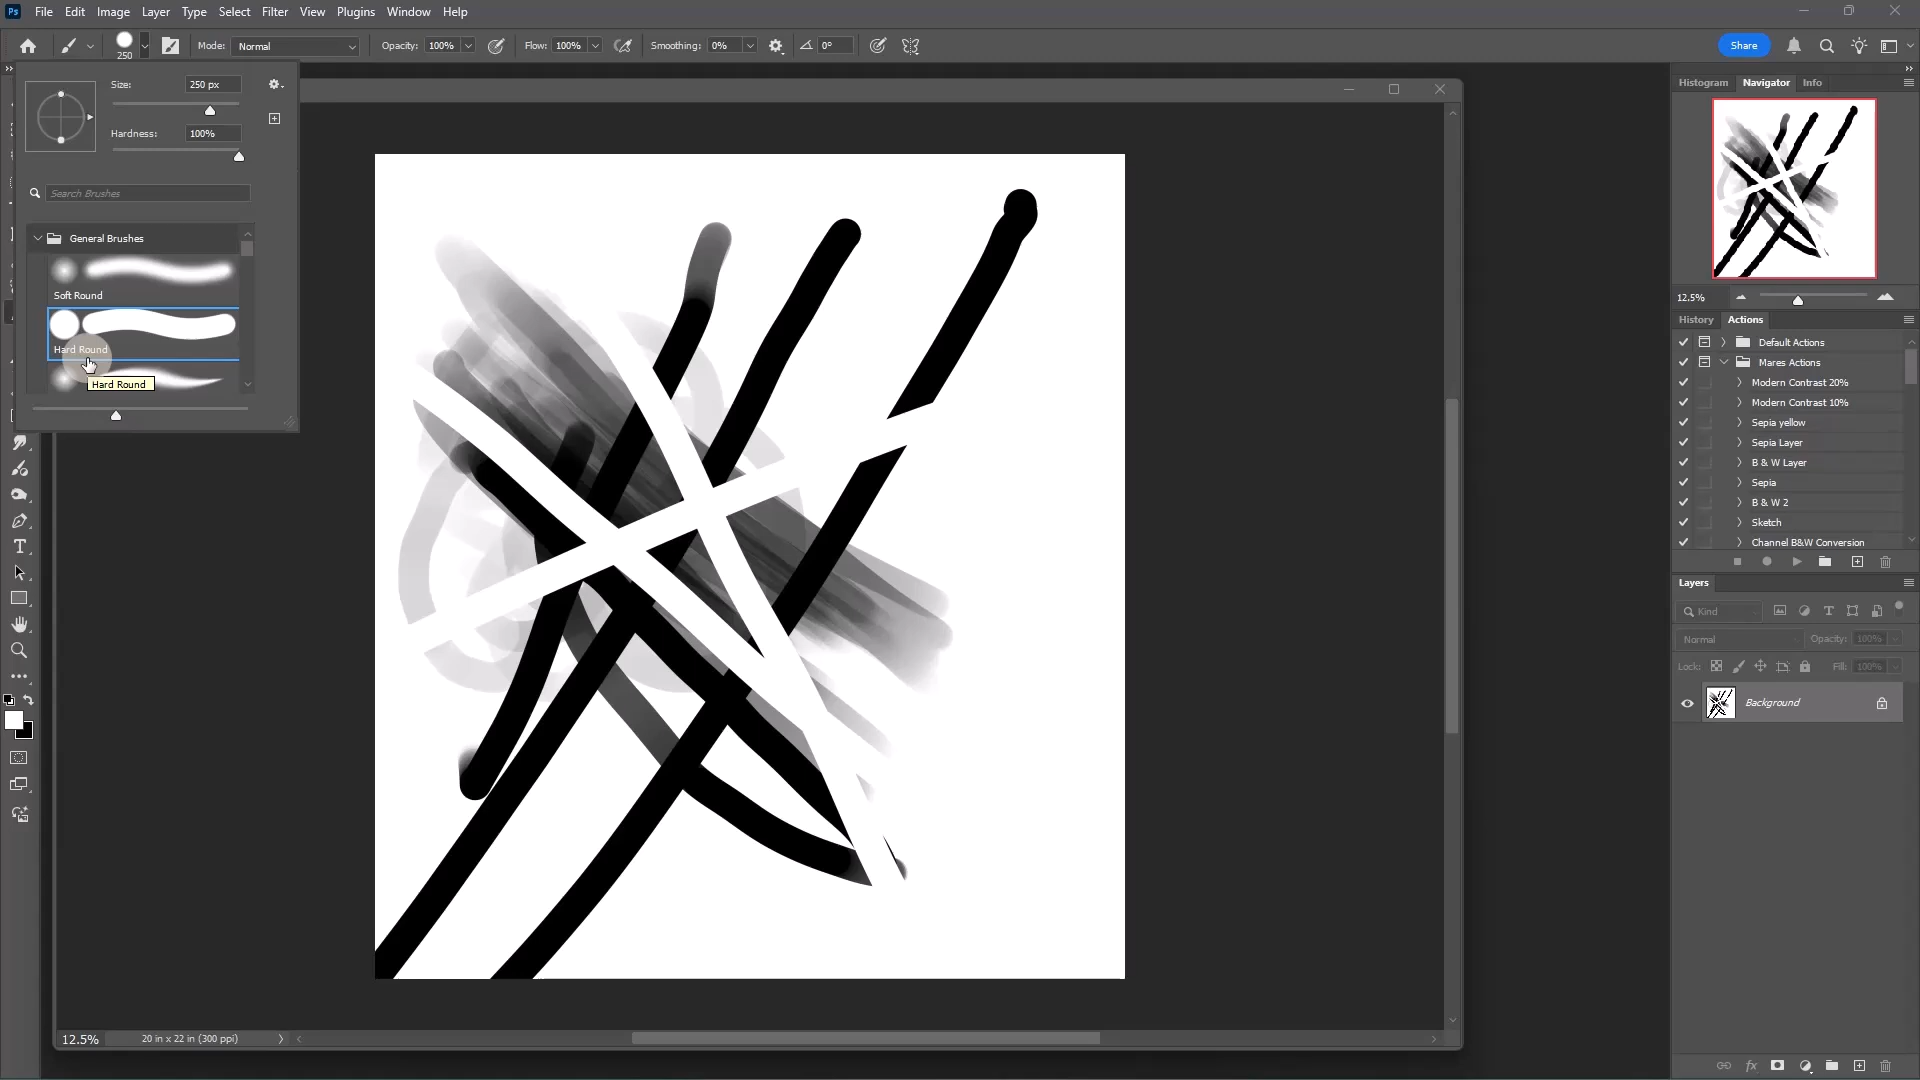 Ps File Edit Image Layer Type Select Filter View Plugins Window Help
250 Mode: Normal Opacity: 100% Flow: 100% Smoothing: 0% 0° Share
Size: 250 px
Hardness: 100%
Search Brushes
General Brushes
Soft Round
Hard Round
Hard Round
12.5% 20 in x 22 in (300 ppi)
Histogram Navigator Info
12.5%
History Actions
Default Actions
Mares Actions
Modern Contrast 20%
Modern Contrast 10%
Sepia yellow
Sepia Layer
B & W Layer
Sepia
B & W 2
Sketch
Channel B&W Conversion
Layers
Kind
Normal Opacity: 100%
Lock: Fill: 100%
Background
fx